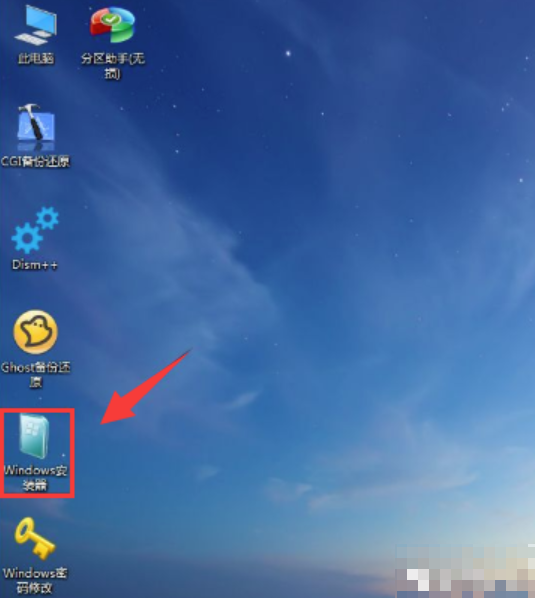 此电脑
分区助手(无
损)
CGI备份还原
Dism++
Ghost备份还
原
Windows安
装器
Windows密
码修改